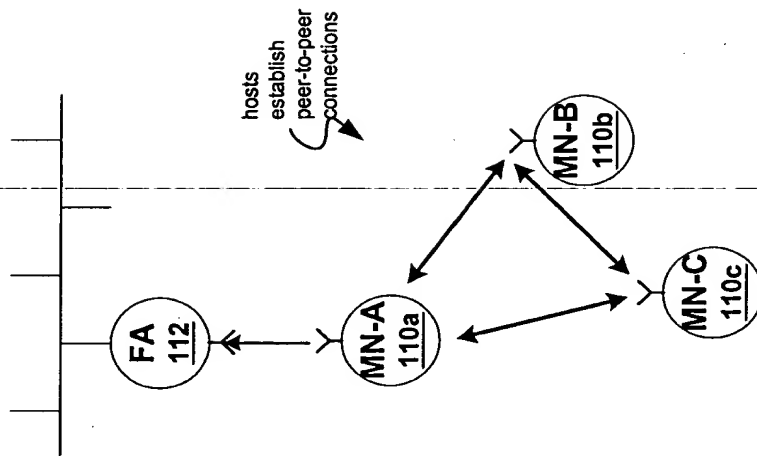 hosts
establish
peer-to-peer
connections
FA
112
MN-A
110a
MN-B
110b
MN-C
110c